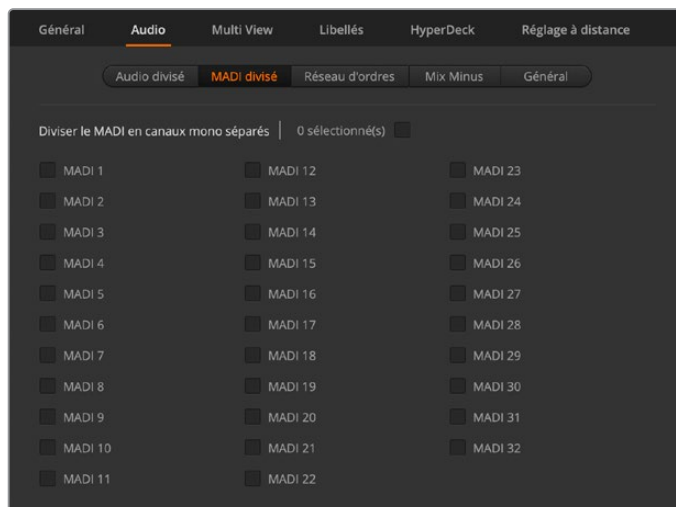 Général Audio Multi View Libellés HyperDeck Réglage à distance
Audio divisé MADI divisé Réseau d'ordres Mix Minus Général
Diviser le MADI en canaux mono séparés 0 sélectionné(s)
MADI 1 MADI 12 MADI 23
MADI 2 MADI 13 MADI 24
MADI 3 MADI 14 MADI 25
MADI 4 MADI 15 MADI 26
MADI 5 MADI 16 MADI 27
MADI 6 MADI 17 MADI 28
MADI 7 MADI 18 MADI 29
MADI 8 MADI 19 MADI 30
MADI 9 MADI 20 MADI 31
MADI 10 MADI 21 MADI 32
MADI 11 MADI 22